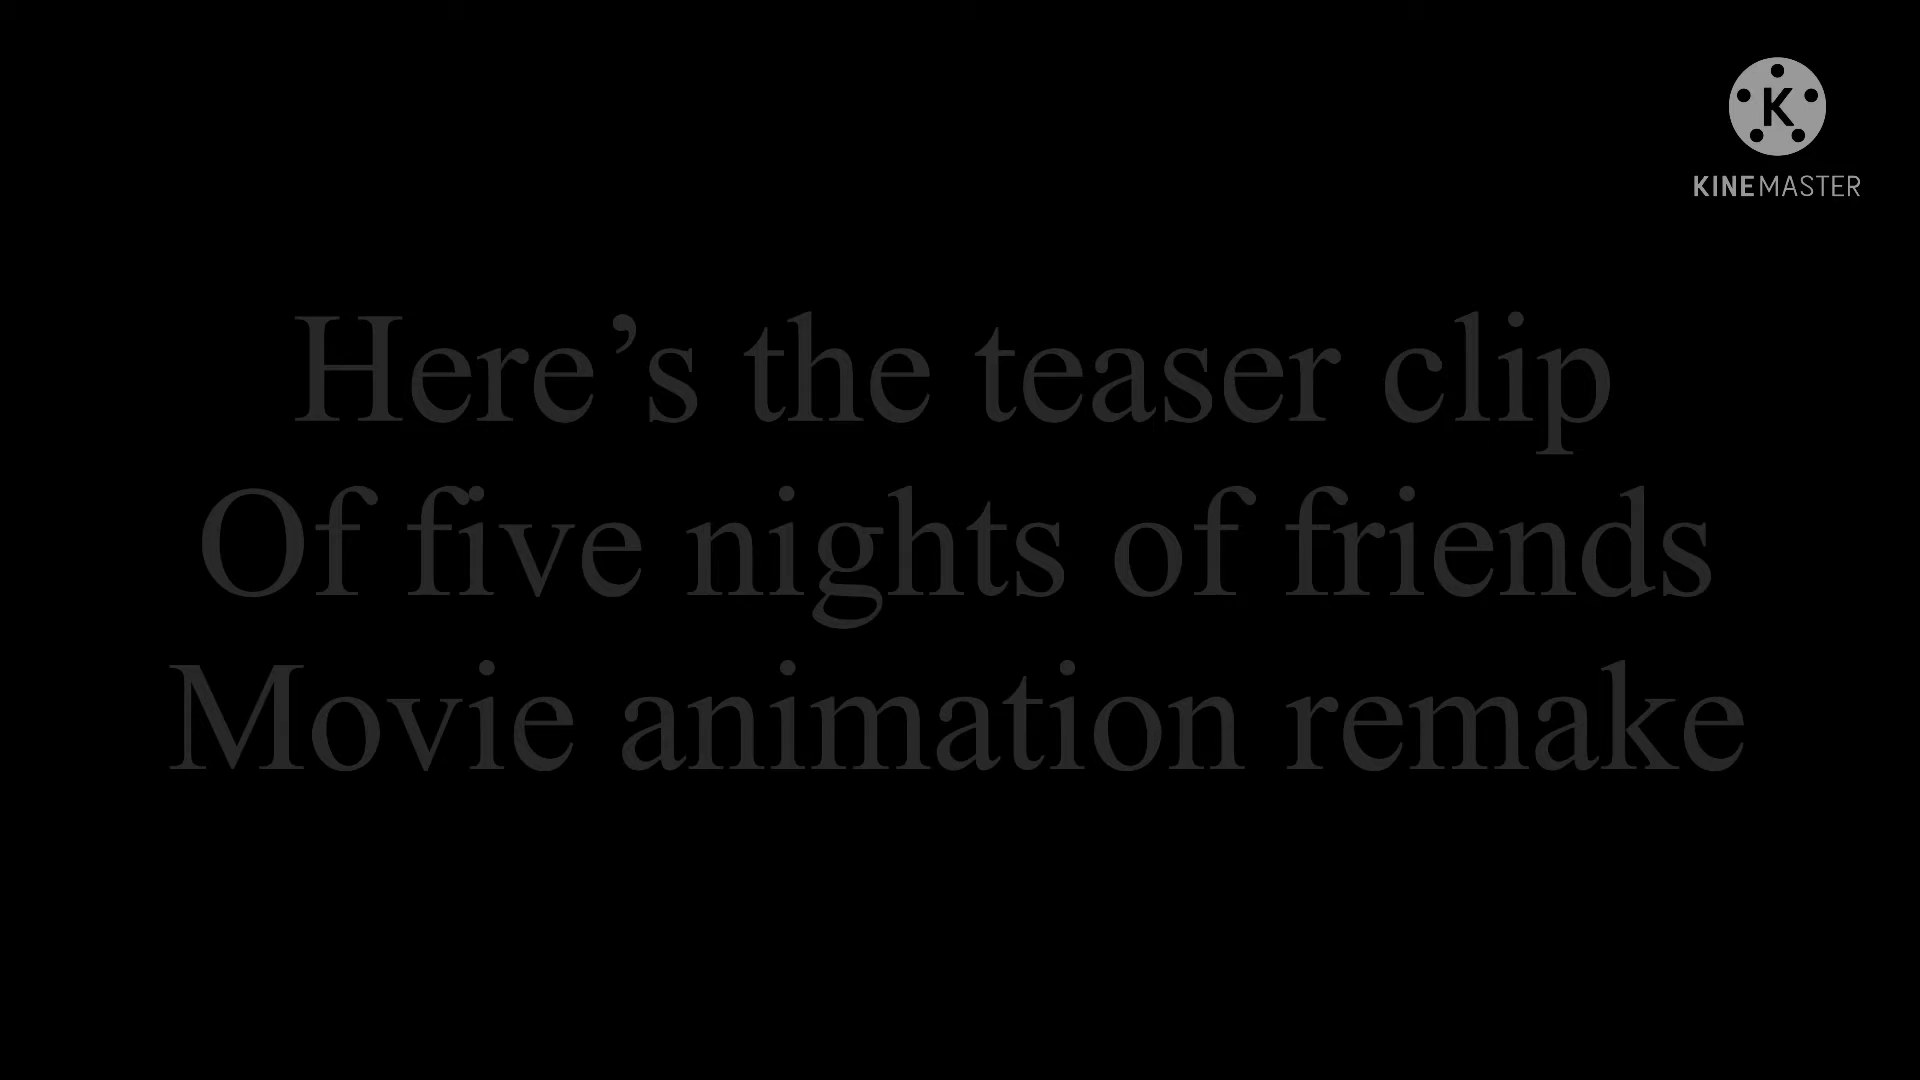 K
KINEMASTER
Here’s the teaser clip
Of five nights of friends
Movie animation remake